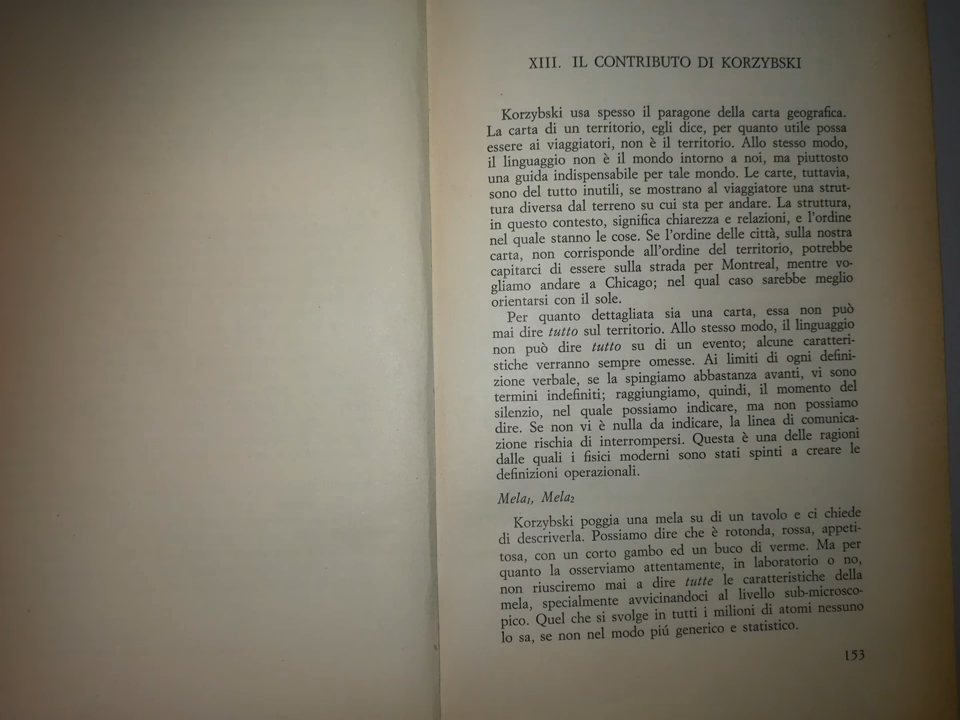 XIII. IL CONTRIBUTO DI KORZYBSKI
Korzybski usa spesso il paragone della carta geografica.
La carta di un territorio, egli dice, per quanto utile possa
essere ai viaggiatori, non è il territorio. Allo stesso modo,
il linguaggio non è il mondo intorno a noi, ma piuttosto
una guida indispensabile per tale mondo. Le carte, tuttavia,
sono del tutto inutili, se mostrano al viaggiatore una strut-
tura diversa dal terreno su cui sta per andare. La struttura,
in questo contesto, significa chiarezza e relazioni, e l'ordine
nel quale stanno le cose. Se l'ordine delle città, sulla nostra
carta, non corrisponde all'ordine del territorio, potrebbe
capitarci di essere sulla strada per Montreal, mentre vo-
gliamo andare a Chicago; nel qual caso sarebbe meglio
orientarsi con il sole.
Per quanto dettagliata sia una carta, essa non può
mai dire tutto sul territorio. Allo stesso modo, il linguaggio
non può dire tutto su di un evento; alcune caratteri-
stiche verranno sempre omesse. Ai limiti di ogni defini-
zione verbale, se la spingiamo abbastanza avanti, vi sono
termini indefiniti; raggiungiamo, quindi, il momento del
silenzio, nel quale possiamo indicare, ma non possiamo
dire. Se non vi è nulla da indicare, la linea di comunica-
zione rischia di interrompersi. Questa è una delle ragioni
dalle quali i fisici moderni sono stati spinti a creare le
definizioni operazionali.
Mela₁, Mela₂
Korzybski poggia una mela su di un tavolo e ci chiede
di descriverla. Possiamo dire che è rotonda, rossa, appeti-
tosa, con un corto gambo ed un buco di verme. Ma per
quanto la osserviamo attentamente, in laboratorio o no,
non riusciremo mai a dire tutte le caratteristiche della
mela, specialmente avvicinandoci al livello sub-microsco-
pico. Quel che si svolge in tutti i milioni di atomi nessuno
lo sa, se non nel modo piú generico e statistico.
153